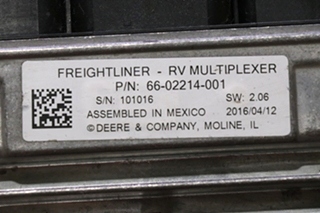 FREIGHTLINER - RV MULTIPLEXER
P/N: 66-02214-001
S/N: 101016 SW: 2.06
ASSEMBLED IN MEXICO 2016/04/12
©DEERE & COMPANY, MOLINE, IL